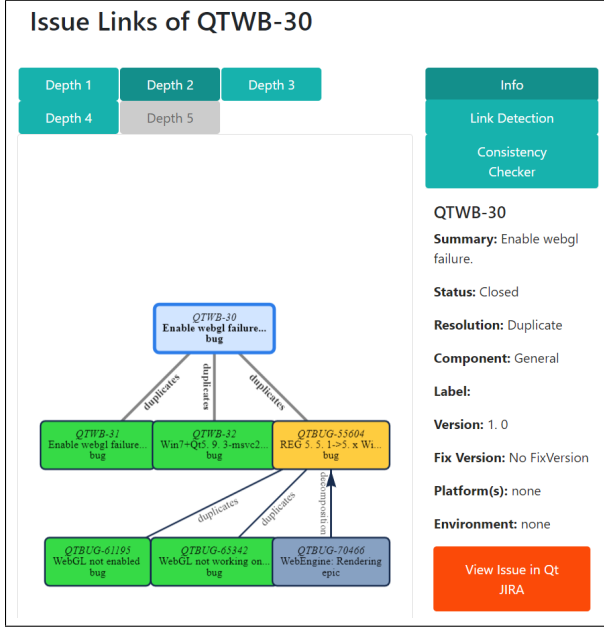 Issue Links of QTWB-30
Depth 1
Depth 2
Depth 3
Depth 4
Depth 5
Info
Link Detection
Consistency
Checker
QTWB-30
Summary: Enable webgl
failure.
Status: Closed
Resolution: Duplicate
Component: General
Label:
Version: 1. 0
Fix Version: No FixVersion
Platform(s): none
Environment: none
View Issue in Qt
JIRA
QTWB-30
Enable webgl failure...
bug
duplicates
duplicates
duplicates
QTWB-31
Enable webgl failure...
bug
QTWB-32
Win7+Qt5. 9. 3-msvc2...
bug
QTBUG-55604
REG 5. 5. 1->5. x Wi...
bug
duplicates
duplicates
decomposition
QTBUG-61195
WebGL not enabled
bug
QTBUG-65342
WebGL not working on...
bug
QTBUG-70466
WebEngine: Rendering
epic